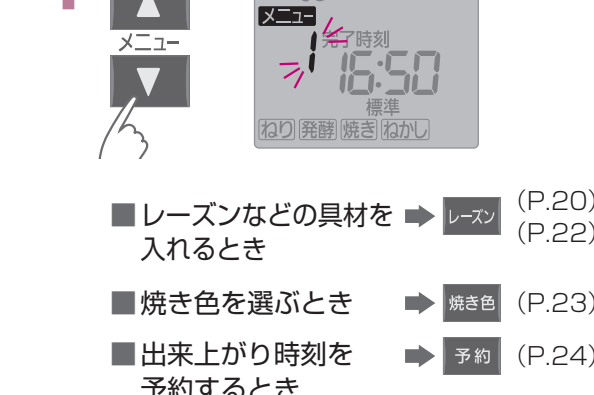 メニュー
メニュー
1
完了時刻
16:50
標準
ねり 発酵 焼き ねかし
■レーズンなどの具材を ➡ レーズン (P.20)
入れるとき (P.22)
■焼き色を選ぶとき ➡ 焼き色 (P.23)
■出来上がり時刻を ➡ 予約 (P.24)
予約するとき